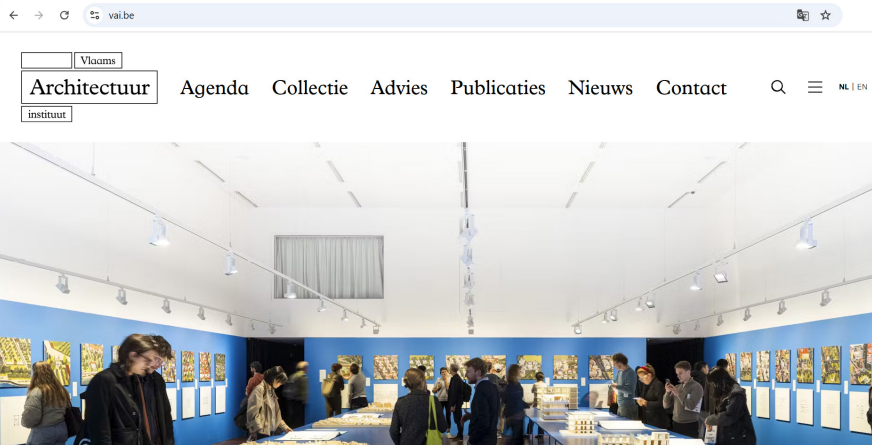 vai.be
Vlaams
Architectuur
instituut
Agenda Collectie Advies Publicaties Nieuws Contact
NL | EN